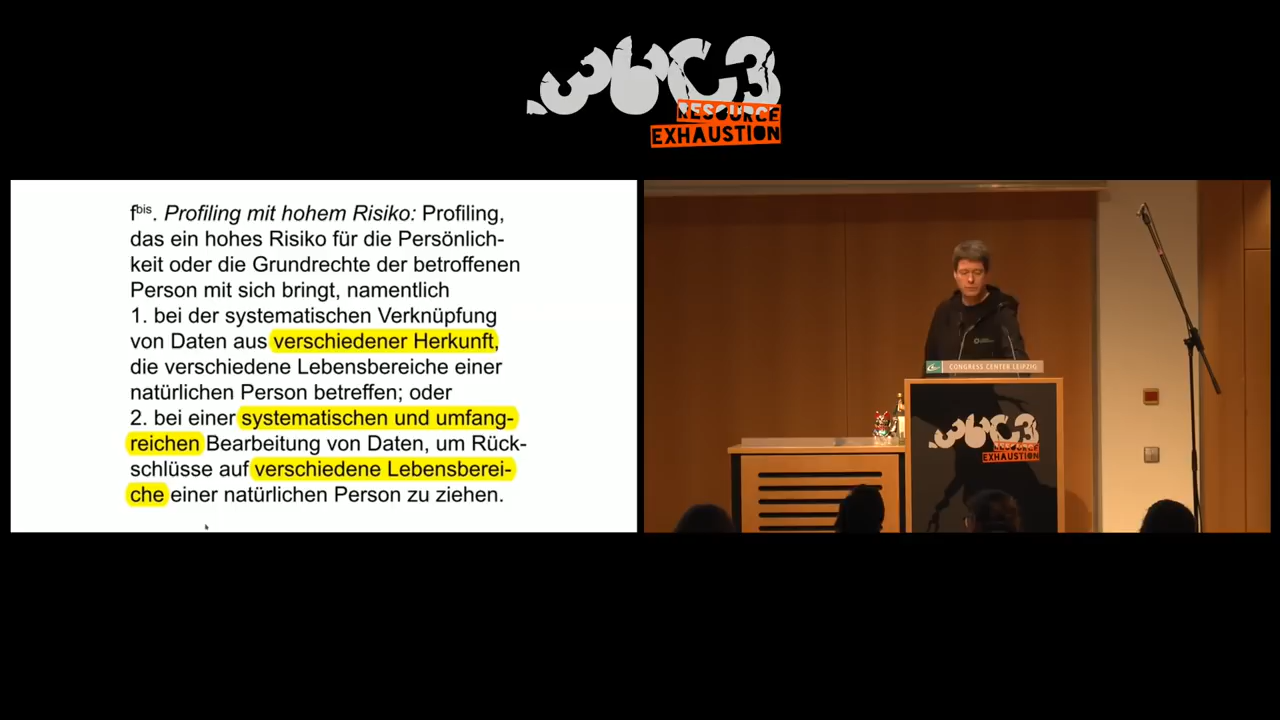 36C3
RESOURCE
EXHAUSTION
fbis. Profiling mit hohem Risiko: Profiling,
das ein hohes Risiko für die Persönlich-
keit oder die Grundrechte der betroffenen
Person mit sich bringt, namentlich
1. bei der systematischen Verknüpfung
von Daten aus verschiedener Herkunft,
die verschiedene Lebensbereiche einer
natürlichen Person betreffen; oder
2. bei einer systematischen und umfang-
reichen Bearbeitung von Daten, um Rück-
schlüsse auf verschiedene Lebensberei-
che einer natürlichen Person zu ziehen.
CONGRESS CENTER LEIPZIG
36C3
RESOURCE
EXHAUSTION